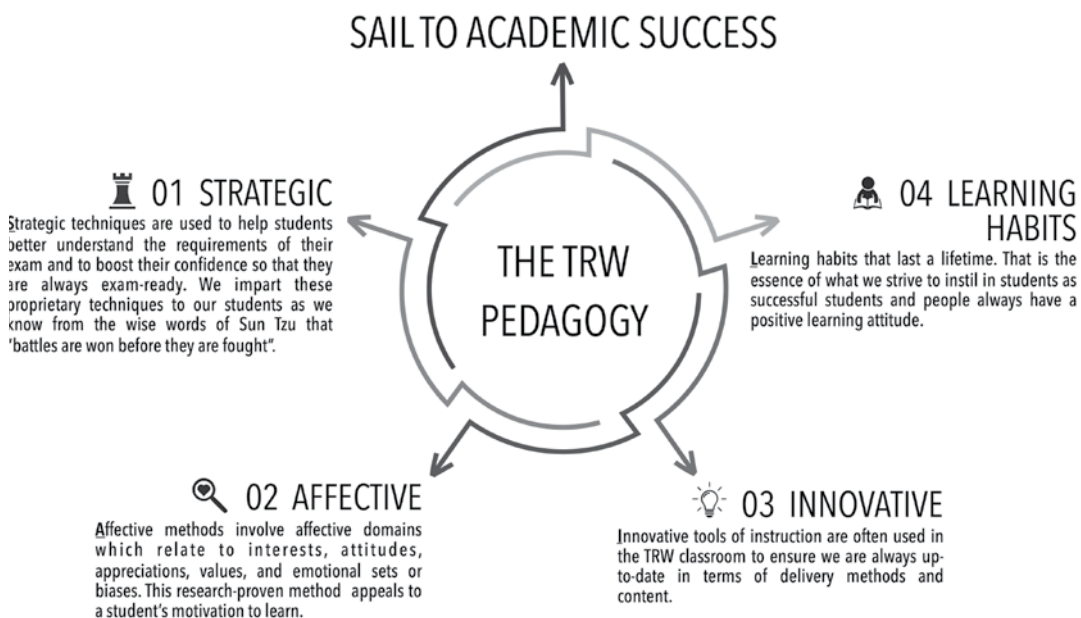 SAIL TO ACADEMIC SUCCESS
THE TRW
PEDAGOGY
01 STRATEGIC
Strategic techniques are used to help students
better understand the requirements of their
exam and to boost their confidence so that they
are always exam-ready. We impart these
proprietary techniques to our students as we
know from the wise words of Sun Tzu that
"battles are won before they are fought".
02 AFFECTIVE
Affective methods involve affective domains
which relate to interests, attitudes,
appreciations, values, and emotional sets or
biases. This research-proven method appeals to
a student's motivation to learn.
03 INNOVATIVE
Innovative tools of instruction are often used in
the TRW classroom to ensure we are always up-
to-date in terms of delivery methods and
content.
04 LEARNING
HABITS
Learning habits that last a lifetime. That is the
essence of what we strive to instil in students as
successful students and people always have a
positive learning attitude.